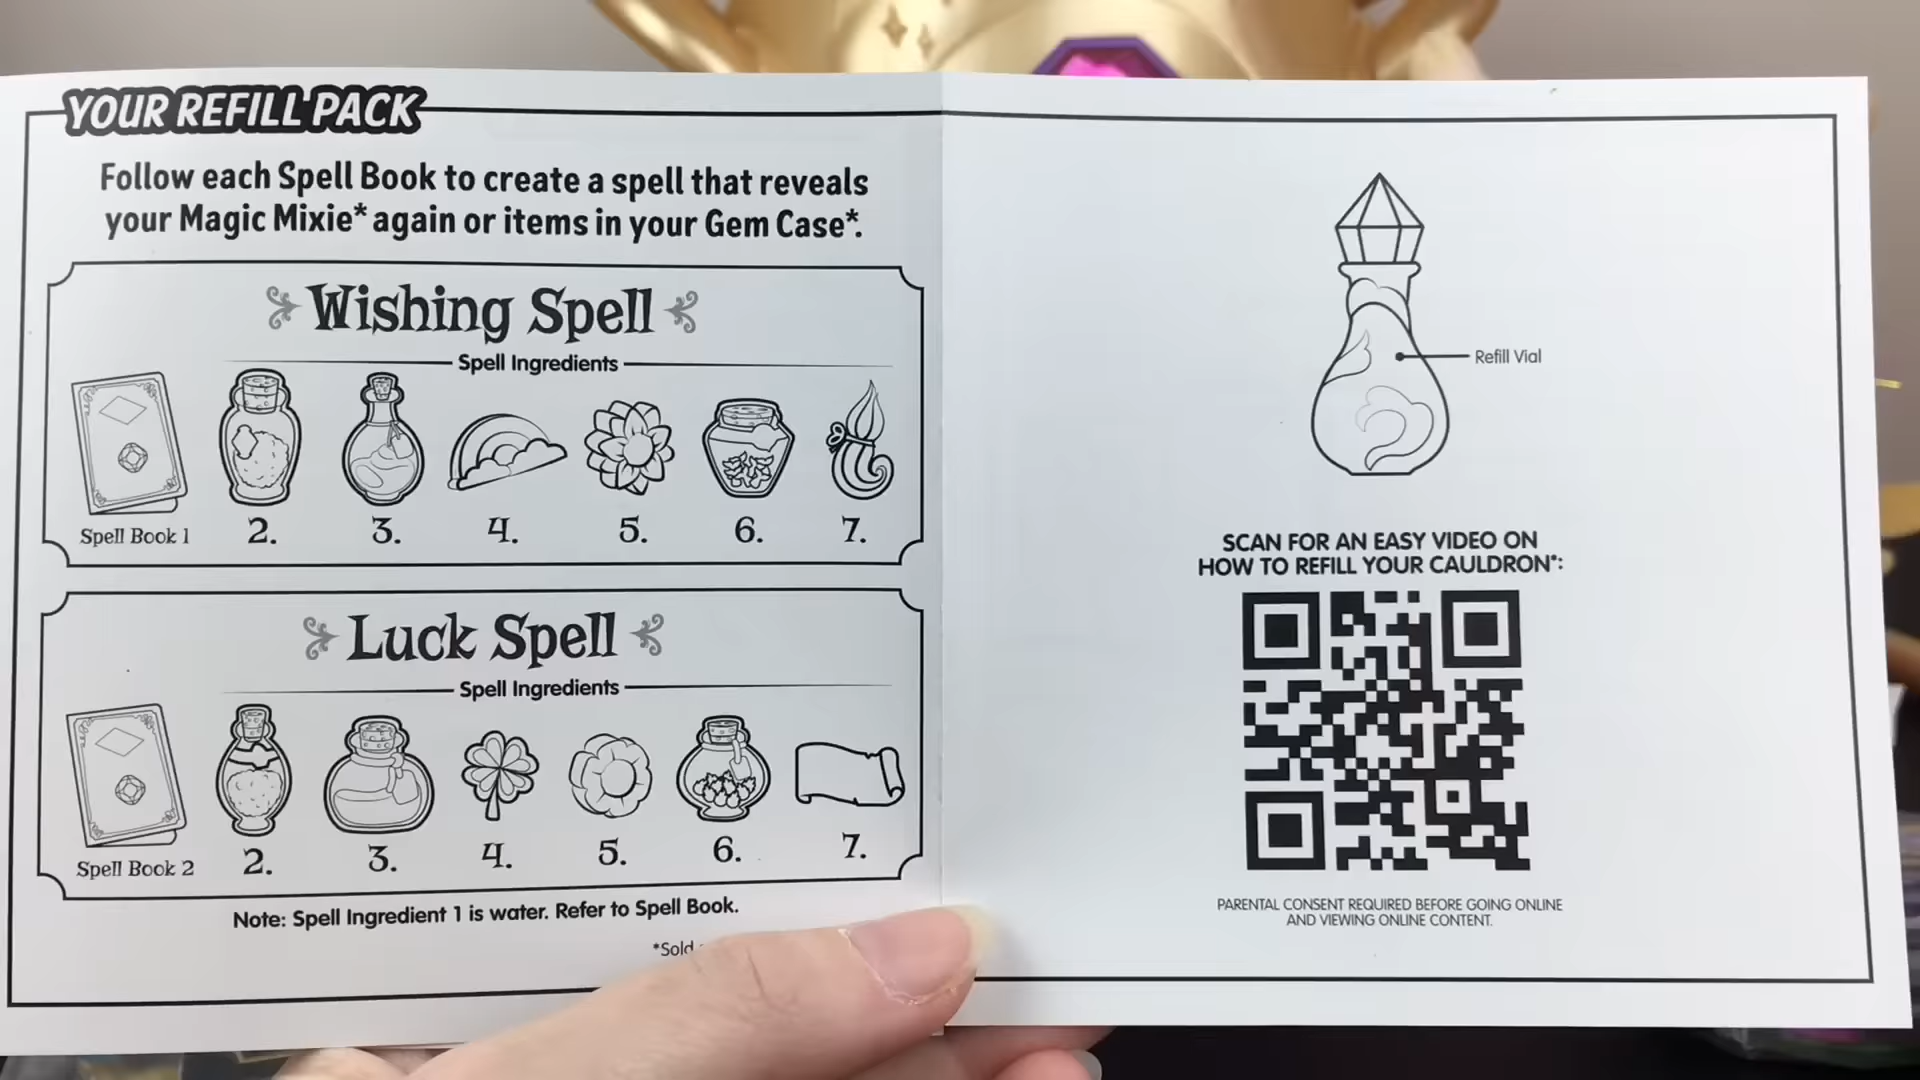 YOUR REFILL PACK
Follow each Spell Book to create a spell that reveals
your Magic Mixie* again or items in your Gem Case*.
Wishing Spell
Spell Ingredients
Spell Book 1
2.
3.
4.
5.
6.
7.
Luck Spell
Spell Ingredients
Spell Book 2
2.
3.
4.
5.
6.
7.
Note: Spell Ingredient 1 is water. Refer to Spell Book.
*Sold
Refill Vial
SCAN FOR AN EASY VIDEO ON
HOW TO REFILL YOUR CAULDRON*:
PARENTAL CONSENT REQUIRED BEFORE GOING ONLINE
AND VIEWING ONLINE CONTENT.